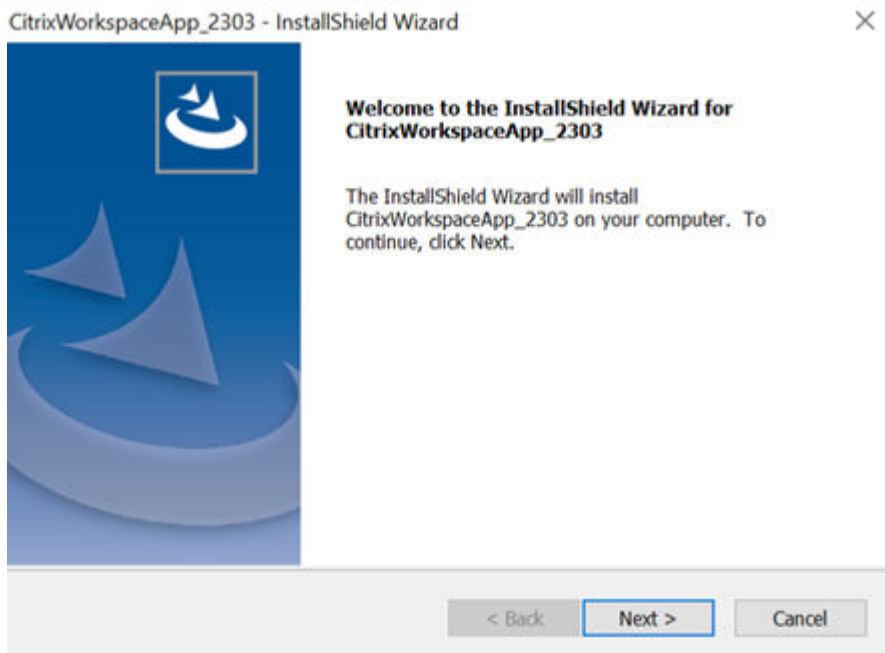 CitrixWorkspaceApp_2303 - InstallShield Wizard
Welcome to the InstallShield Wizard for
CitrixWorkspaceApp_2303
The InstallShield Wizard will install
CitrixWorkspaceApp_2303 on your computer.  To
continue, click Next.
< Back
Next >
Cancel